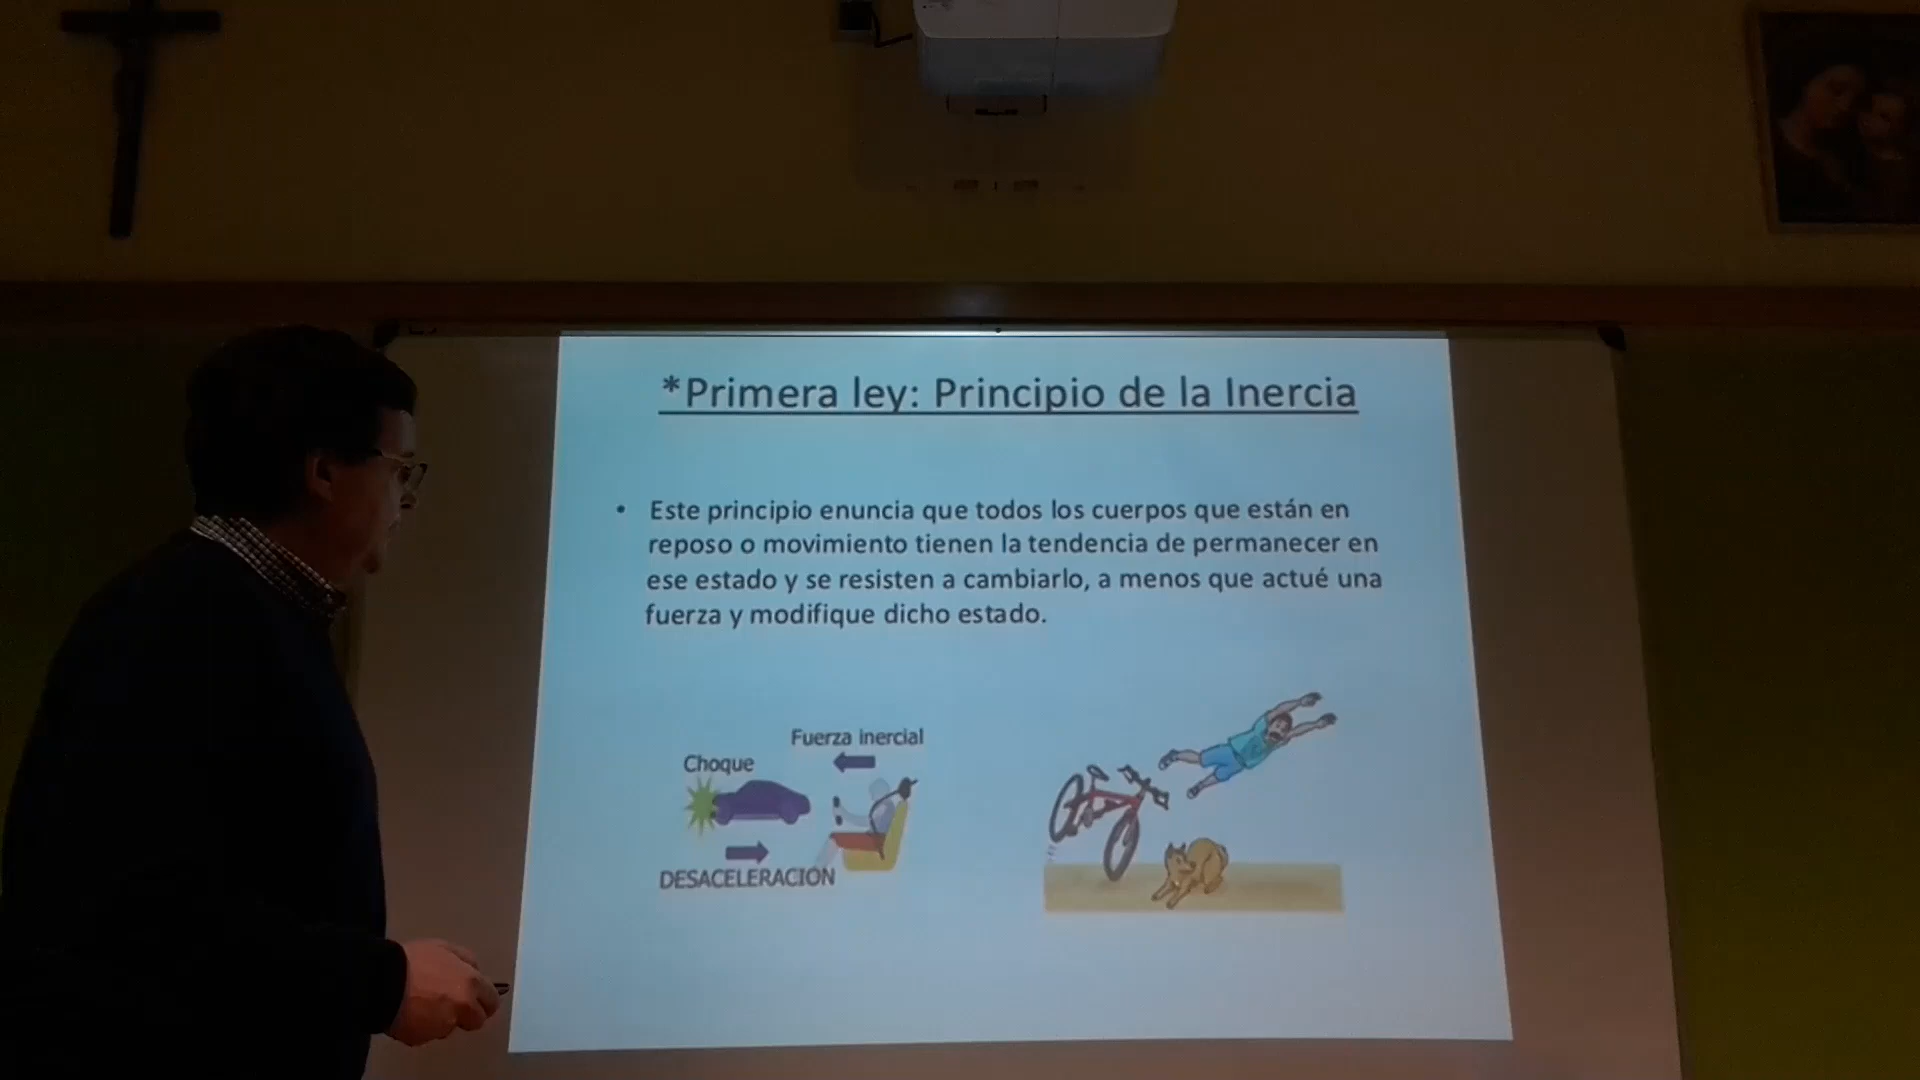 *Primera ley: Principio de la Inercia
• Este principio enuncia que todos los cuerpos que están en
reposo o movimiento tienen la tendencia de permanecer en
ese estado y se resisten a cambiarlo, a menos que actué una
fuerza y modifique dicho estado.
Fuerza inercial
Choque
DESACELERACIÓN